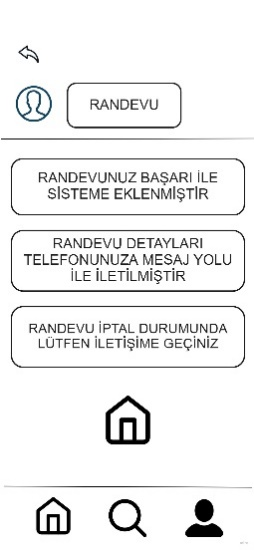 RANDEVU
RANDEVUNUZ BAŞARI İLE
SİSTEME EKLENMİŞTİR
RANDEVU DETAYLARI
TELEFONUNUZA MESAJ YOLU
İLE İLETİLMİŞTİR
RANDEVU İPTAL DURUMUNDA
LÜTFEN İLETİŞİME GEÇİNİZ